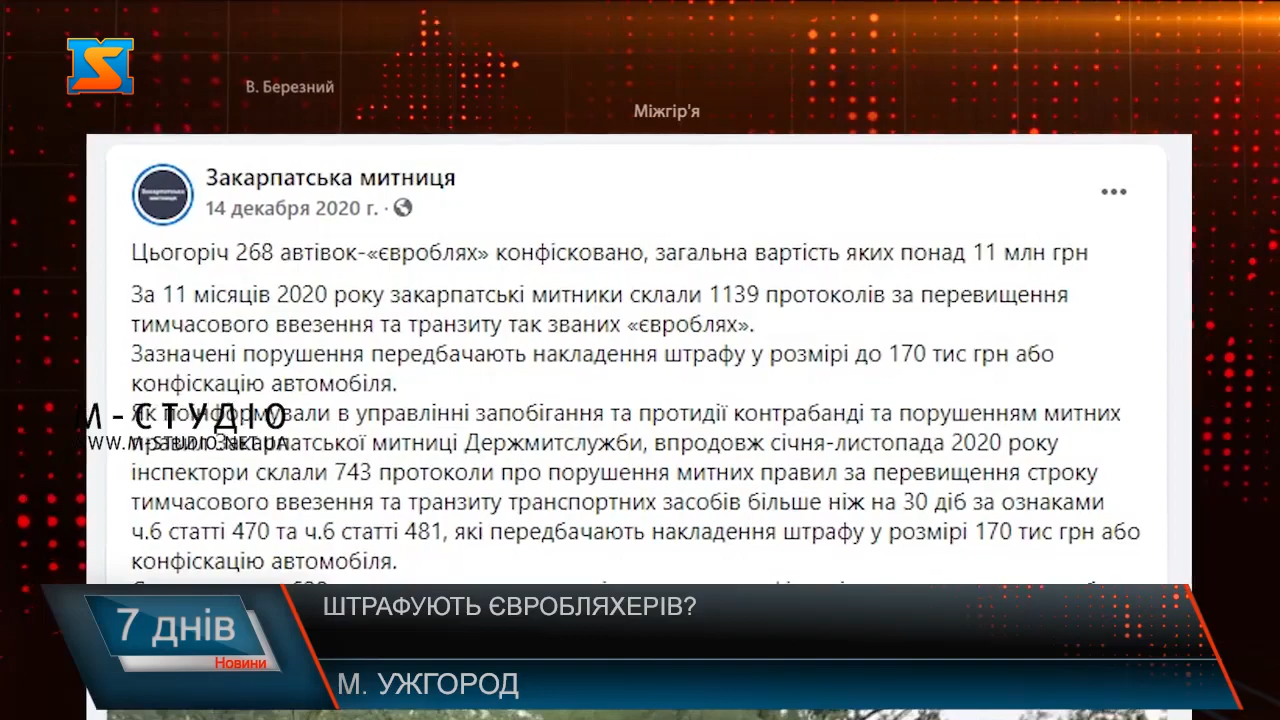 В. Березний
Міжгір'я
Закарпатська митниця
14 декабря 2020 г. ·
Цьогоріч 268 автівок-«євроблях» конфісковано, загальна вартість яких понад 11 млн грн
За 11 місяців 2020 року закарпатські митники склали 1139 протоколів за перевищення
тимчасового ввезення та транзиту так званих «євроблях».
Зазначені порушення передбачають накладення штрафу у розмірі до 170 тис грн або
конфіскацію автомобіля.
Як поінформували в управлінні запобігання та протидії контрабанді та порушенням митних
М-СТУДІО
правил Закарпатської митниці Держмитслужби, впродовж січня-листопада 2020 року
WWW.M-STUDIO.NET.UA
інспектори склали 743 протоколи про порушення митних правил за перевищення строку
тимчасового ввезення та транзиту транспортних засобів більше ніж на 30 діб за ознаками
ч.6 статті 470 та ч.6 статті 481, які передбачають накладення штрафу у розмірі 170 тис грн або
конфіскацію автомобіля.
ШТРАФУЮТЬ ЄВРОБЛЯХЕРІВ?
7 днів
Новини
М. УЖГОРОД